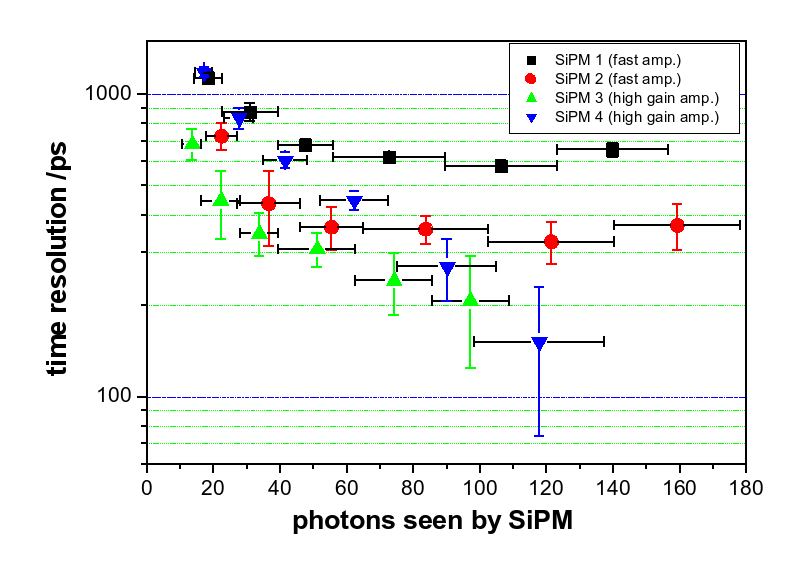 SiPM 1 (fast amp.)
SiPM 2 (fast amp.)
SiPM 3 (high gain amp.)
SiPM 4 (high gain amp.)
1000
100
time resolution /ps
0 20 40 60 80 100 120 140 160 180
photons seen by SiPM